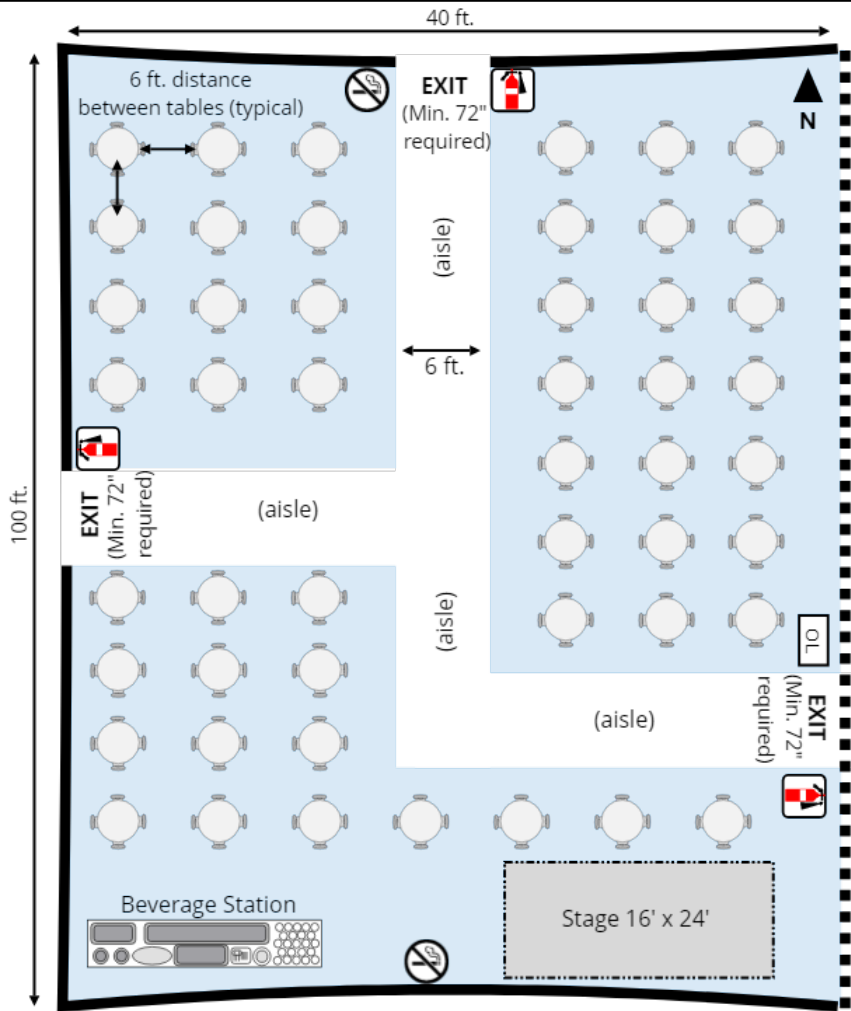 40 ft.
6 ft. distance
between tables (typical)
EXIT
(Min. 72"
required)
N
(aisle)
6 ft.
100 ft.
EXIT
(Min. 72"
required)
(aisle)
(aisle)
OL
(aisle)
EXIT
(Min. 72"
required)
Beverage Station
Stage 16' x 24'